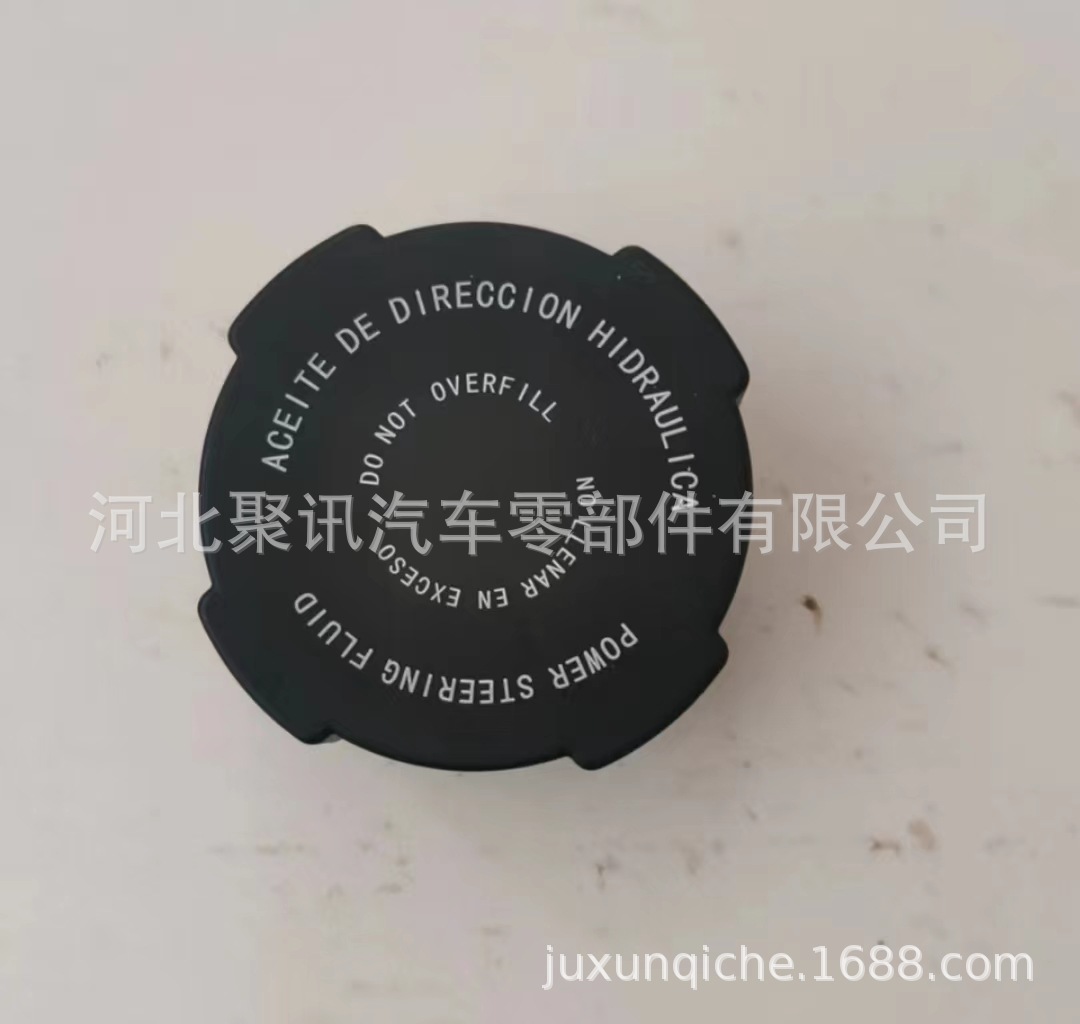 ACEITE DE DIRECCION HIDRAULICA
DO NOT OVERFILL
NO LLENAR EN EXCESO
POWER STEERING FLUID
河北聚讯汽车零部件有限公司
juxunqiche.1688.com